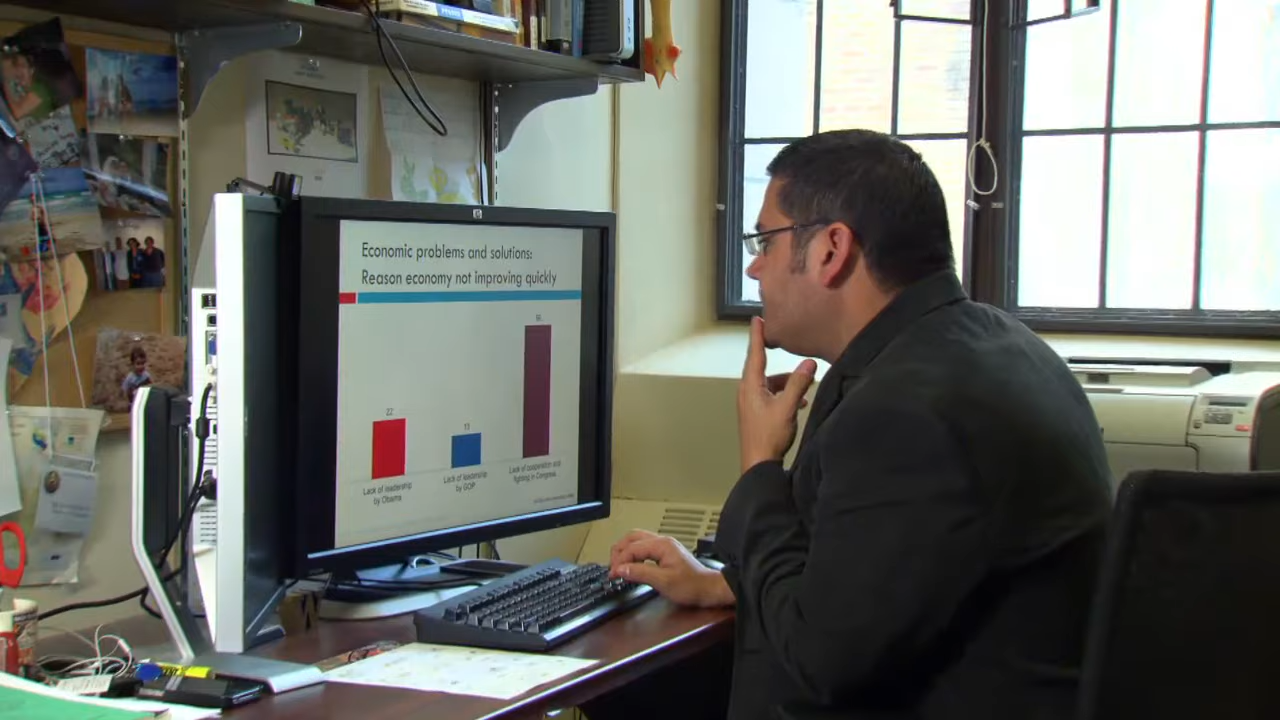 Economic problems and solutions:
Reason economy not improving quickly
22
Lack of leadership
by Obama
Lack of leadership
by GOP
Lack of cooperation and
fighting in Congress